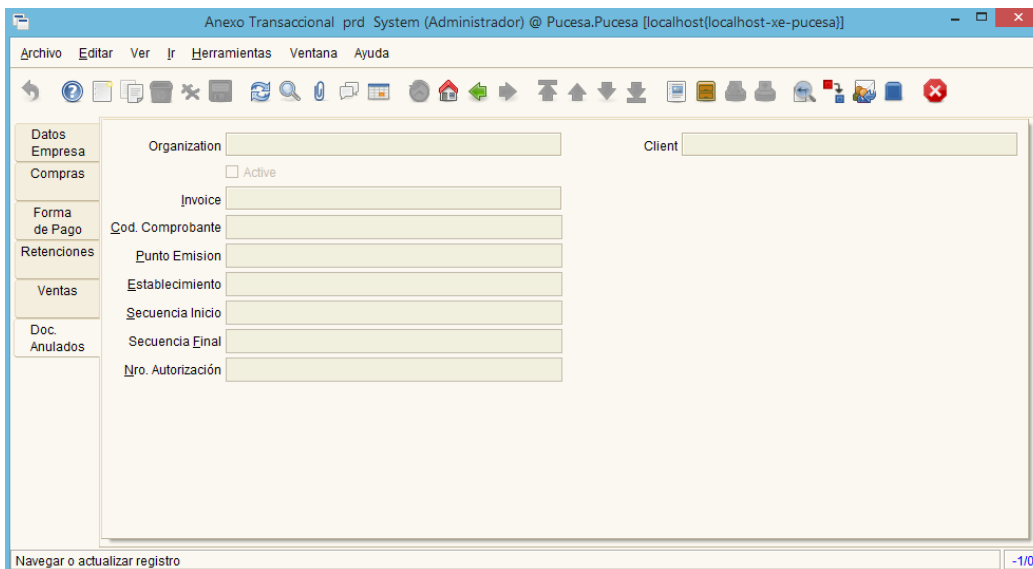 Anexo Transaccional prd System (Administrador) @ Pucesa.Pucesa [localhost{localhost-xe-pucesa}]
Archivo Editar Ver Ir Herramientas Ventana Ayuda
Datos
Empresa
Compras
Forma
de Pago
Retenciones
Ventas
Doc.
Anulados
Organization
Client
Active
Invoice
Cod. Comprobante
Punto Emision
Establecimiento
Secuencia Inicio
Secuencia Final
Nro. Autorización
Navegar o actualizar registro
-1/0